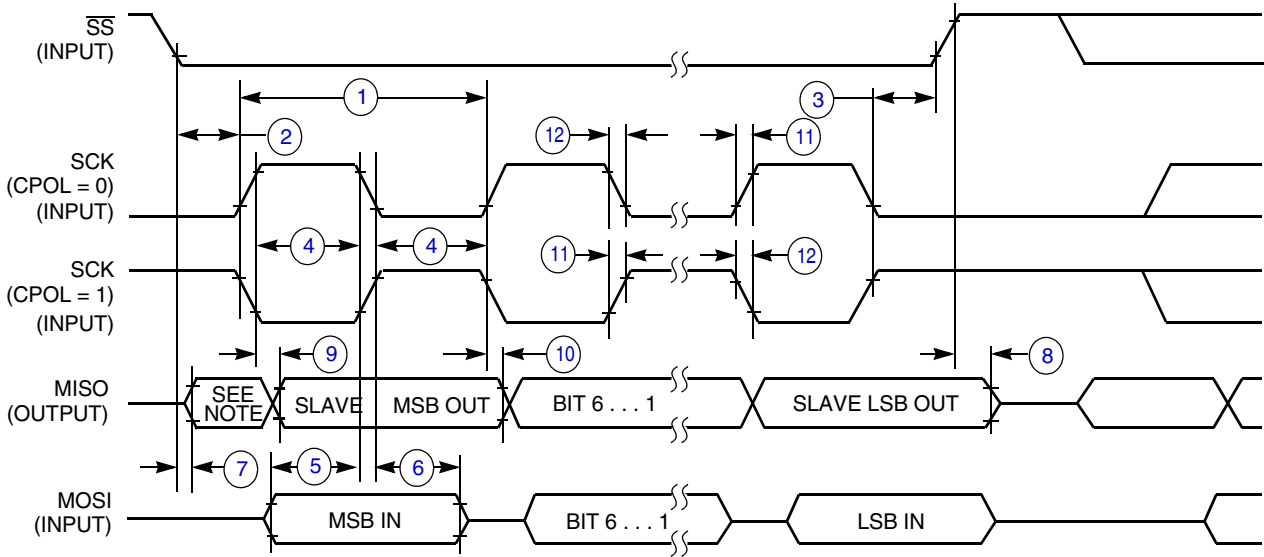 SS
(INPUT)
1
3
2
12
11
SCK
(CPOL = 0)
(INPUT)
4
4
11
12
SCK
(CPOL = 1)
(INPUT)
9
10
8
MISO
(OUTPUT)
SEE
NOTE
SLAVE
MSB OUT
BIT 6 . . . 1
SLAVE LSB OUT
7
5
6
MOSI
(INPUT)
MSB IN
BIT 6 . . . 1
LSB IN